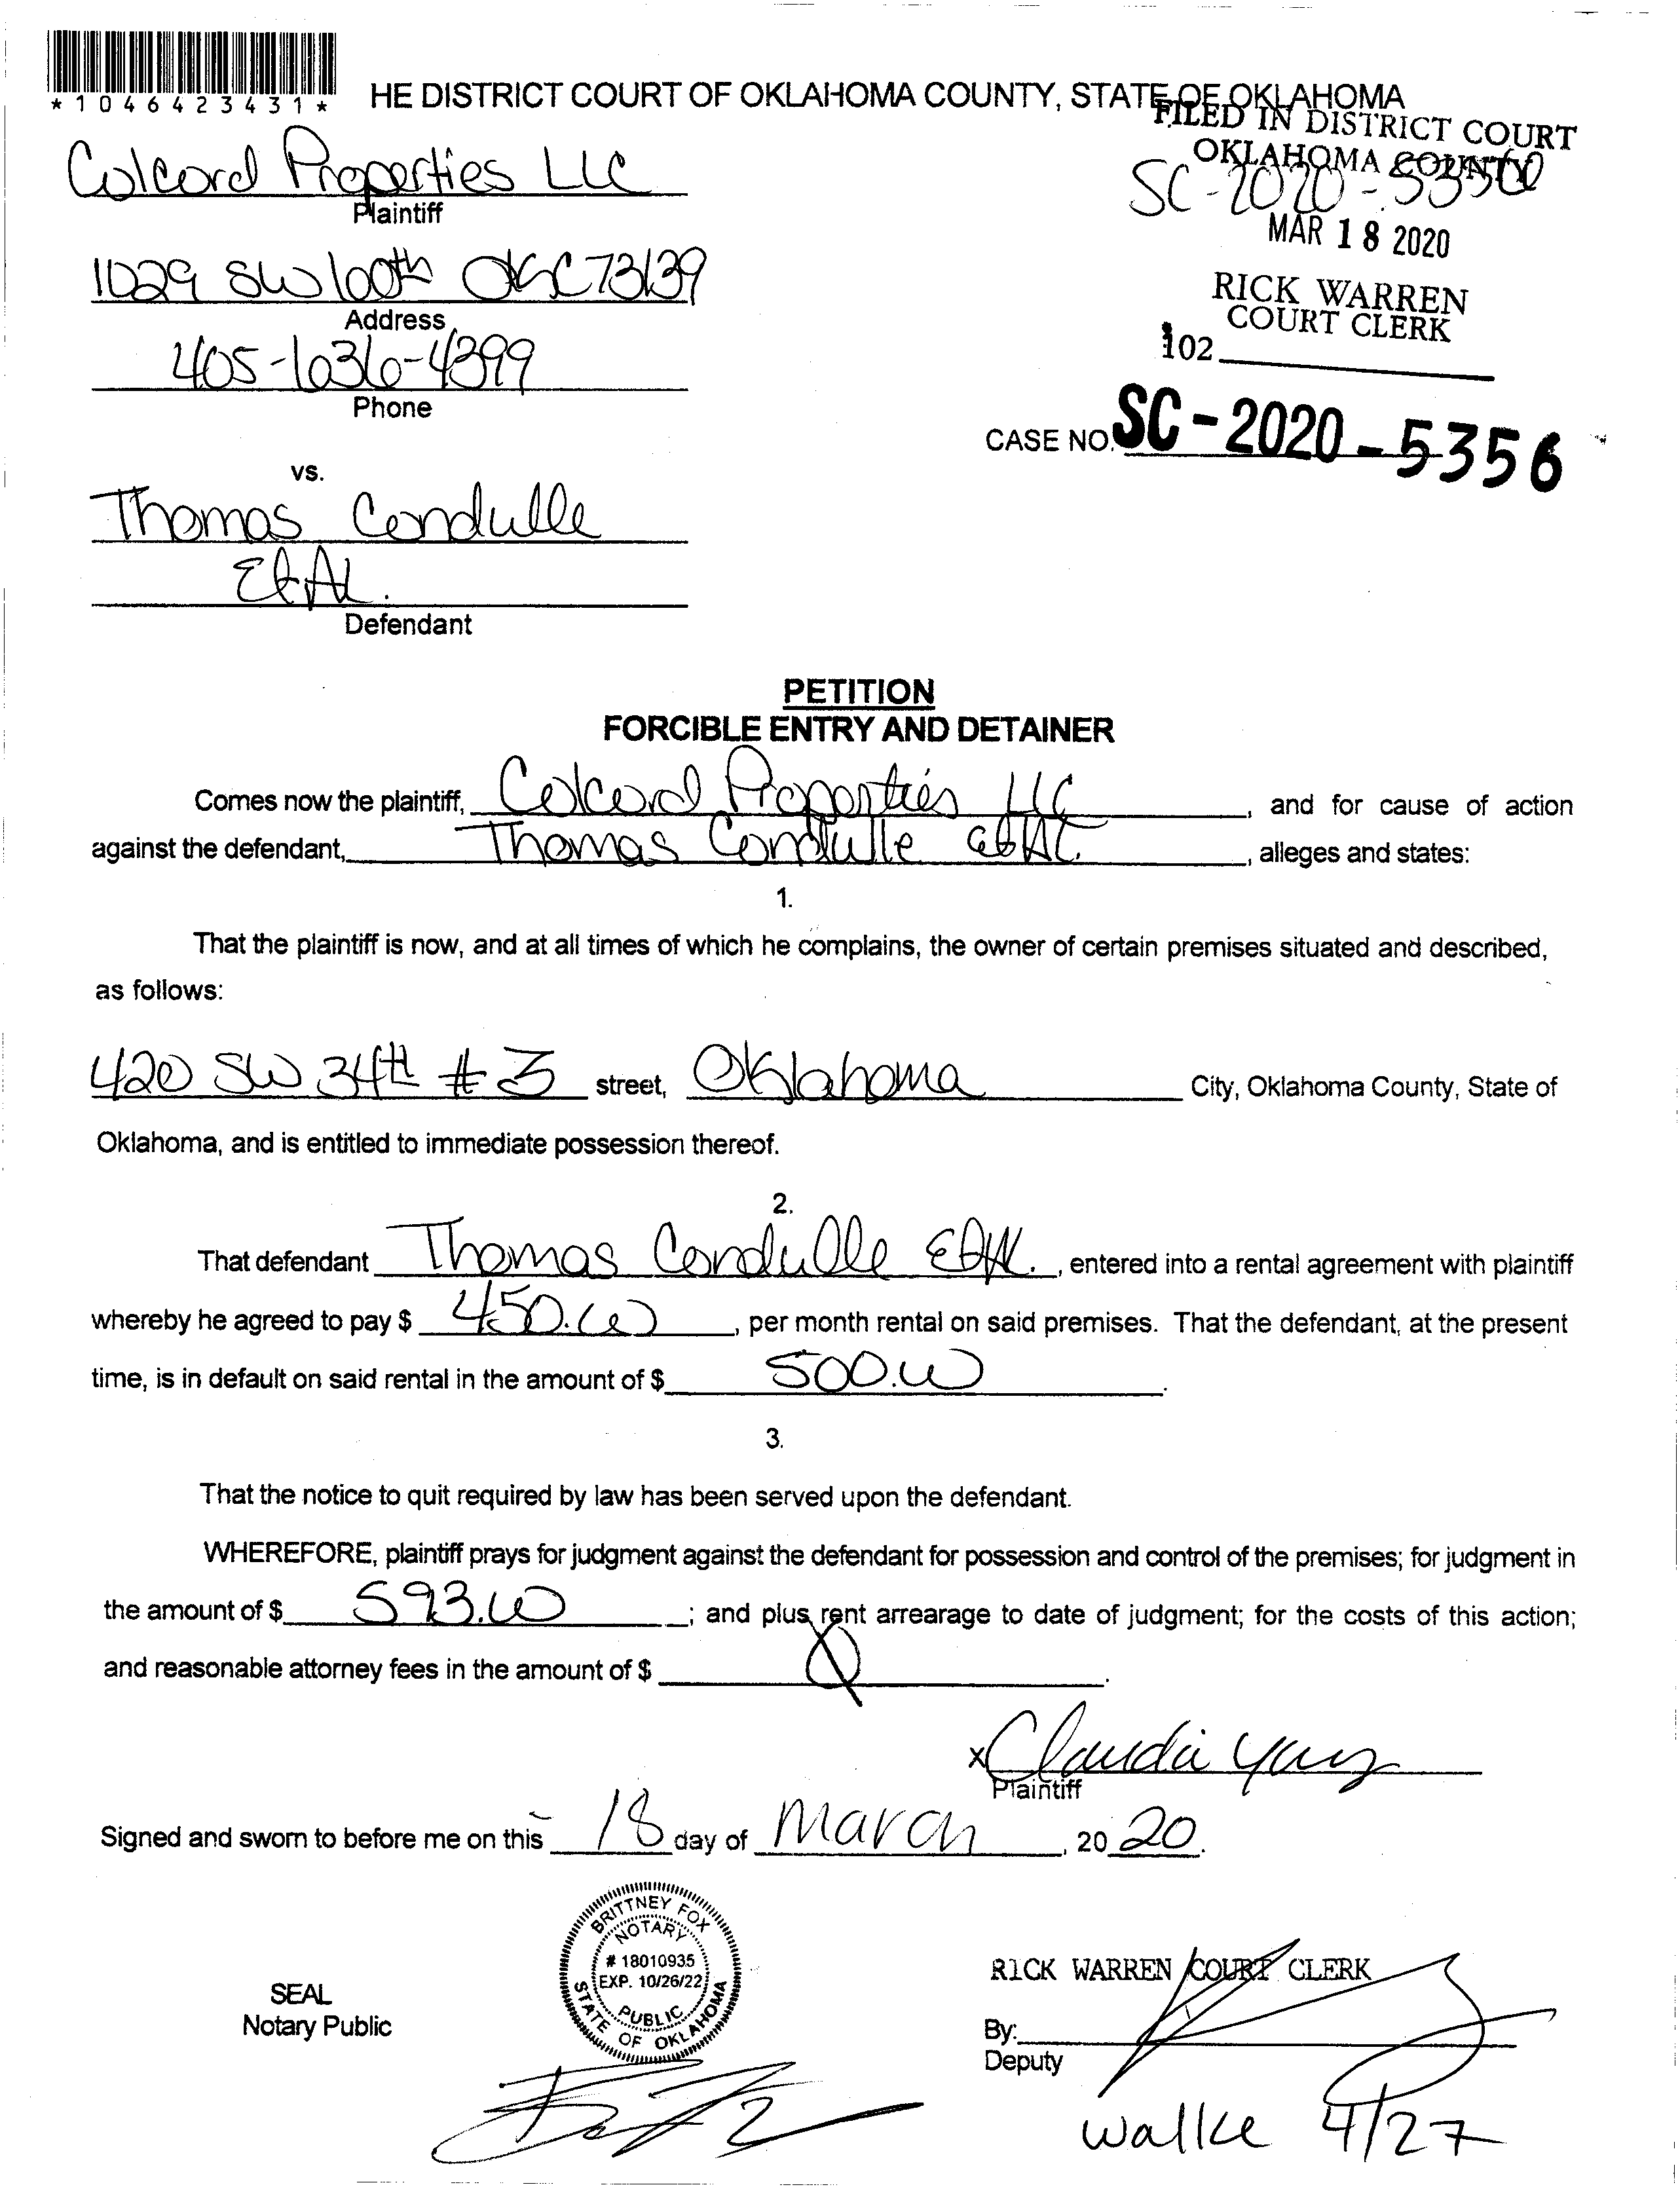 *1046423431*
HE DISTRICT COURT OF OKLAHOMA COUNTY, STATE OF OKLAHOMA
FILED IN DISTRICT COURT
OKLAHOMA COUNTY
Colcord Properties LLC
SC-2020-5356
Plaintiff
MAR 18 2020
1029 SW 100th OKC 73139
RICK WARREN
COURT CLERK
Address
102
405-636-4399
Phone
CASE NO. SC-2020-5356
vs.
Thomas Condulle
Et Al.
Defendant
PETITION
FORCIBLE ENTRY AND DETAINER
Comes now the plaintiff, Colcord Properties LLC, and for cause of action
against the defendant, Thomas Condulle et Al., alleges and states:
1.
That the plaintiff is now, and at all times of which he complains, the owner of certain premises situated and described,
as follows:
420 SW 34th #3 street, Oklahoma City, Oklahoma County, State of
Oklahoma, and is entitled to immediate possession thereof.
2.
That defendant Thomas Condulle Et Al., entered into a rental agreement with plaintiff
whereby he agreed to pay $ 450.00, per month rental on said premises. That the defendant, at the present
time, is in default on said rental in the amount of $ 500.00.
3.
That the notice to quit required by law has been served upon the defendant.
WHEREFORE, plaintiff prays for judgment against the defendant for possession and control of the premises; for judgment in
the amount of $ 593.00; and plus rent arrearage to date of judgment; for the costs of this action;
and reasonable attorney fees in the amount of $ 0.
x Claudia
Plaintiff
Signed and sworn to before me on this 18 day of March, 2020.
BRITTNEY FOX
NOTARY
# 18010935
EXP. 10/26/22
PUBLIC
STATE OF OKLAHOMA
SEAL
Notary Public
RICK WARREN COURT CLERK
By:
Deputy
Walke 4/27